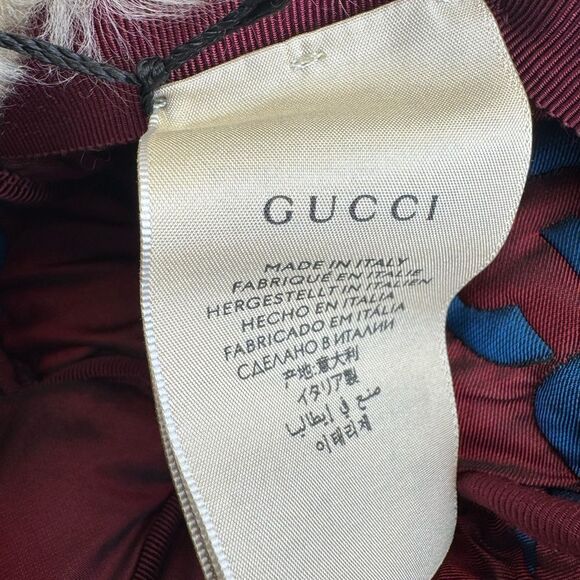 GUCCI
MADE IN ITALY
FABRIQUÉ EN ITALIE
HERGESTELLT IN ITALIEN
HECHO EN ITALIA
FABRICADO EM ITÁLIA
СДЕЛАНО В ИТАЛИИ
产地:意大利
イタリア製
صنع في إيطاليا
이태리제